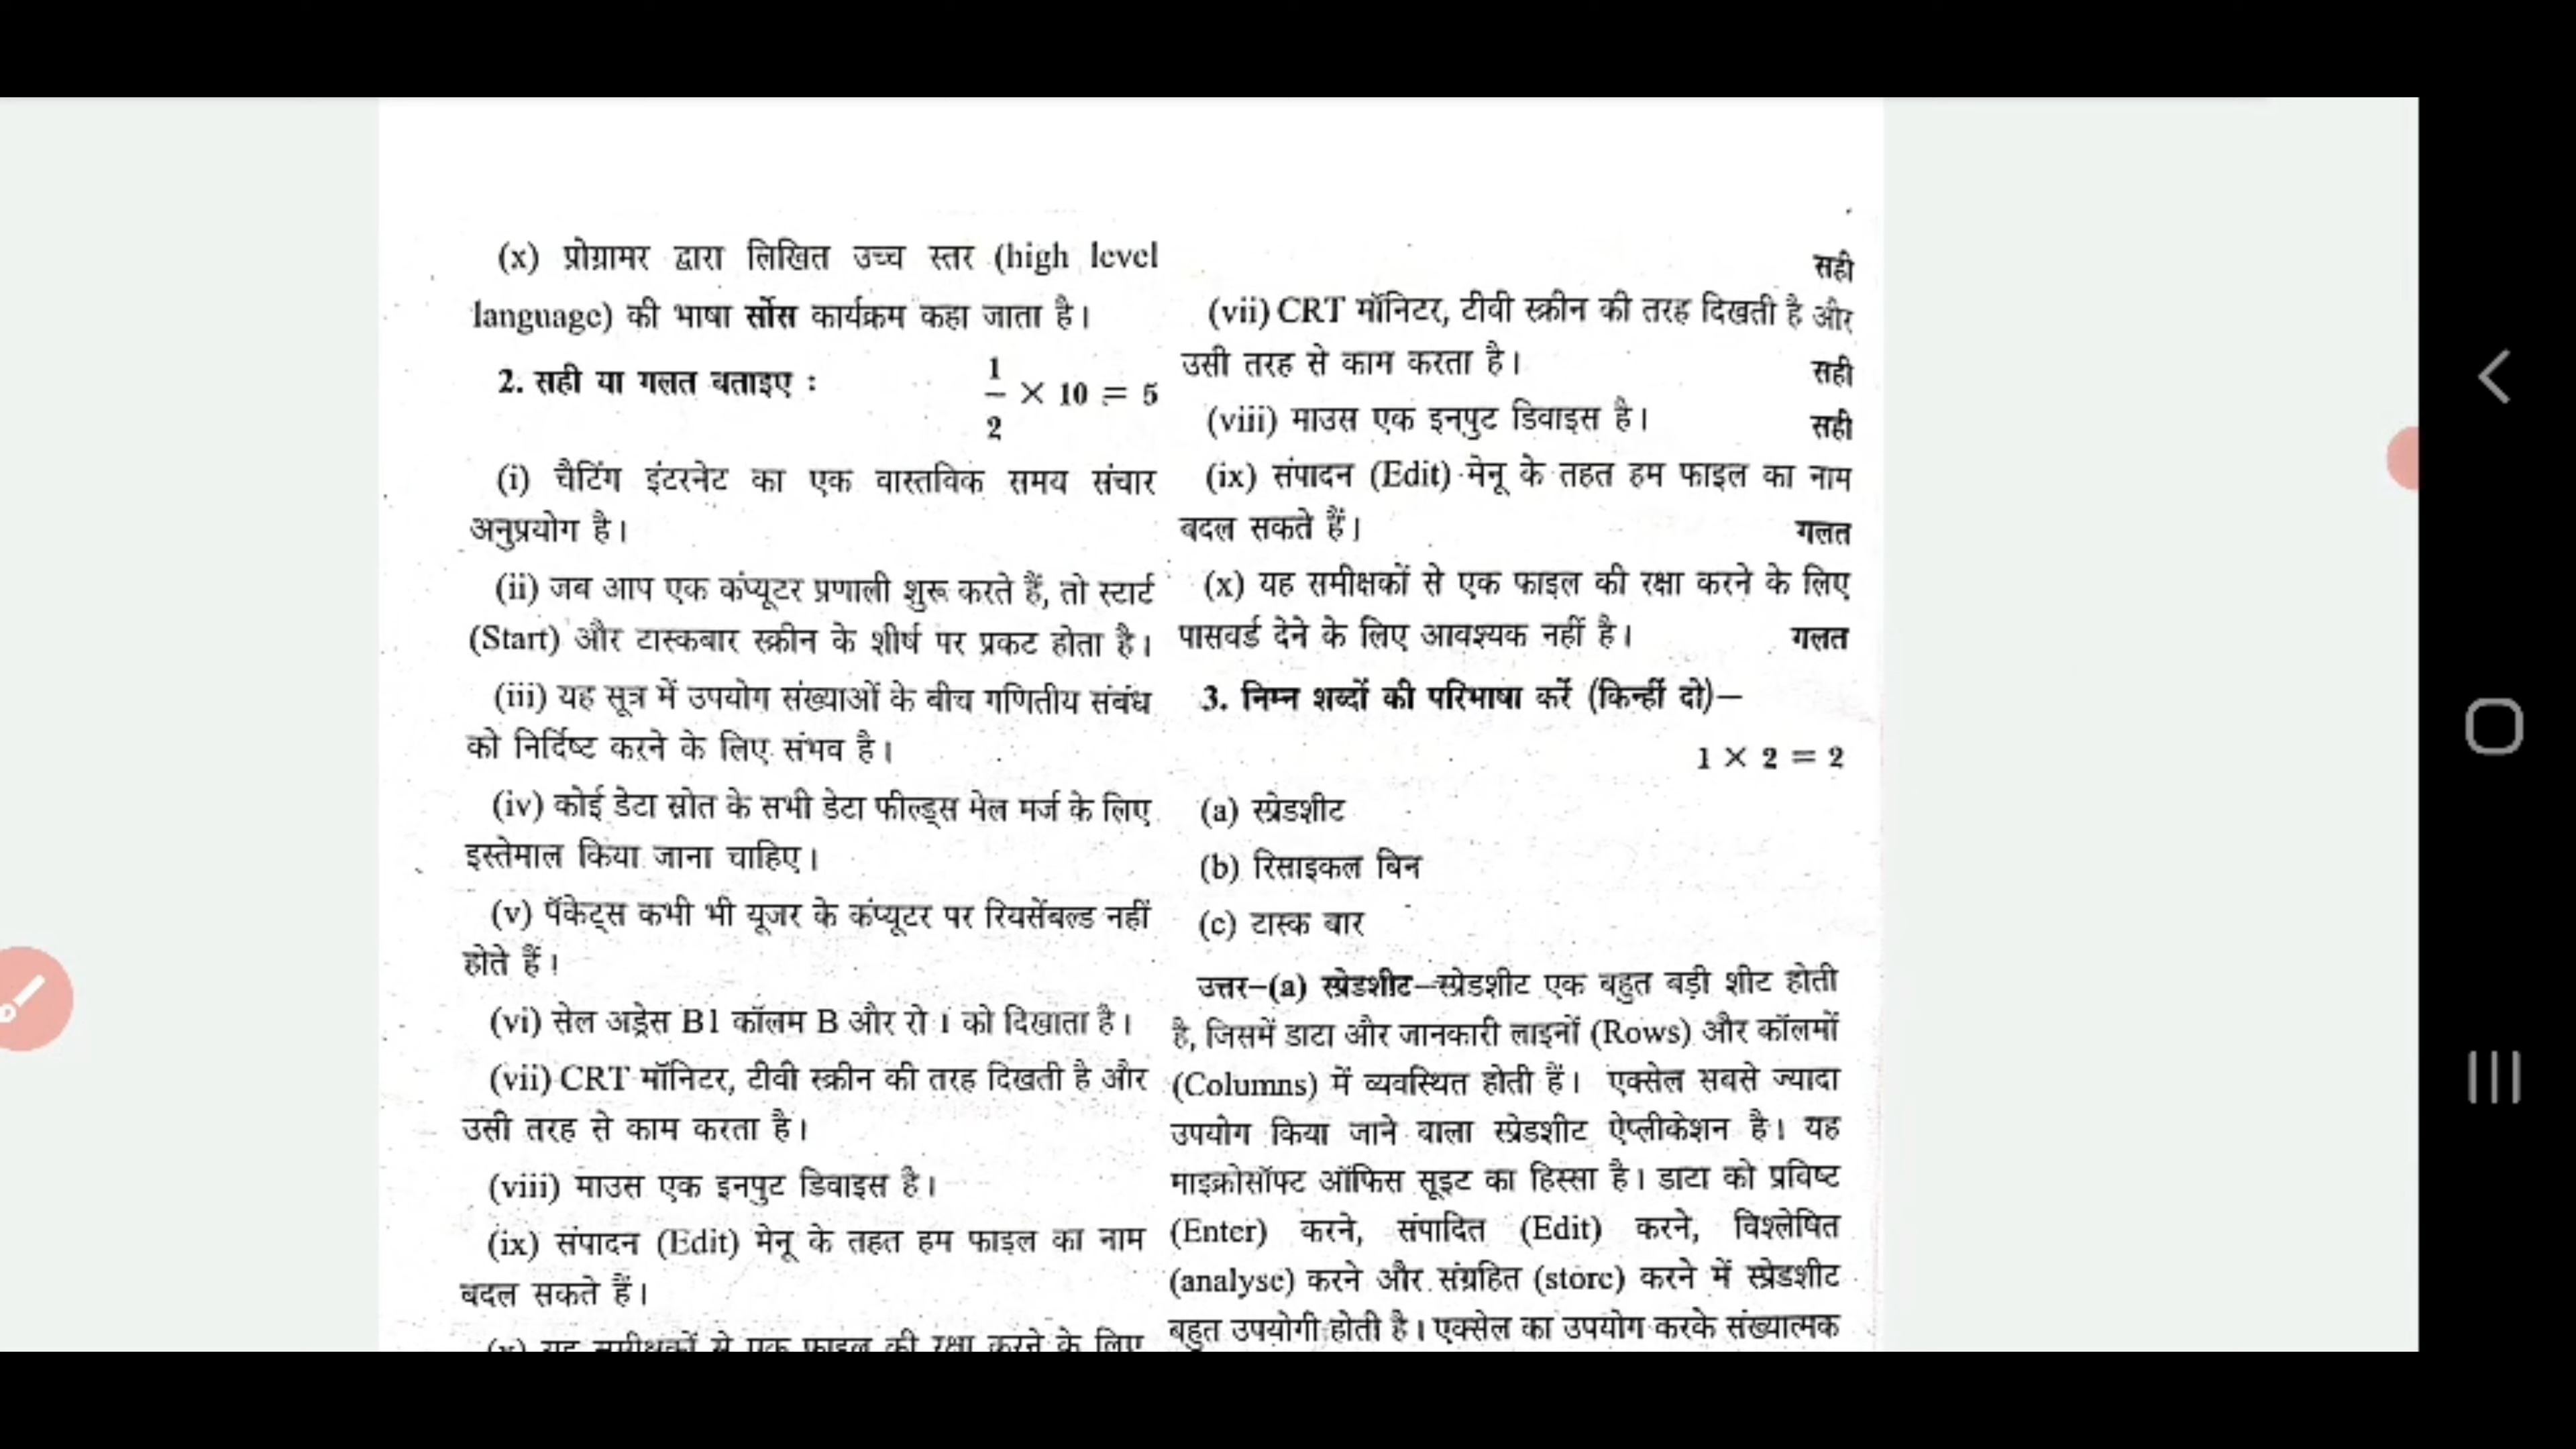 (x) प्रोग्रामर द्वारा लिखित उच्च स्तर (high level
language) की भाषा सोंस कार्यक्रम कहा जाता है।
2. सही या गलत बताइए : 1/2 × 10 = 5
(i) चैटिंग इंटरनेट का एक वास्तविक समय संचार
अनुप्रयोग है।
(ii) जब आप एक कंप्यूटर प्रणाली शुरू करते हैं, तो स्टार्ट
(Start) और टास्कबार स्क्रीन के शीर्ष पर प्रकट होता है।
(iii) यह सूत्र में उपयोग संख्याओं के बीच गणितीय संबंध
को निर्दिष्ट करने के लिए संभव है।
(iv) कोई डेटा स्रोत के सभी डेटा फील्ड्स मेल मर्ज के लिए
इस्तेमाल किया जाना चाहिए।
(v) पॅकेट्स कभी भी यूजर के कंप्यूटर पर रियसेंबल्ड नहीं
होते हैं।
(vi) सेल अड्रेस B1 कॉलम B और रो 1 को दिखाता है।
(vii) CRT मॉनिटर, टीवी स्क्रीन की तरह दिखती है और
उसी तरह से काम करता है।
(viii) माउस एक इनपुट डिवाइस है।
(ix) संपादन (Edit) मेनू के तहत हम फाइल का नाम
बदल सकते हैं।
(x) यह समीक्षकों से एक फाइल की रक्षा करने के लिए
सही
(vii) CRT मॉनिटर, टीवी स्क्रीन की तरह दिखती है और
उसी तरह से काम करता है। सही
(viii) माउस एक इनपुट डिवाइस है। सही
(ix) संपादन (Edit) मेनू के तहत हम फाइल का नाम
बदल सकते हैं। गलत
(x) यह समीक्षकों से एक फाइल की रक्षा करने के लिए
पासवर्ड देने के लिए आवश्यक नहीं है। गलत
3. निम्न शब्दों की परिभाषा करें (किन्हीं दो)–
1 × 2 = 2
(a) स्प्रेडशीट
(b) रिसाइकल बिन
(c) टास्क बार
उत्तर–(a) स्प्रेडशीट–स्प्रेडशीट एक बहुत बड़ी शीट होती
है, जिसमें डाटा और जानकारी लाइनों (Rows) और कॉलमों
(Columns) में व्यवस्थित होती हैं। एक्सेल सबसे ज्यादा
उपयोग किया जाने वाला स्प्रेडशीट ऐप्लीकेशन है। यह
माइक्रोसॉफ्ट ऑफिस सूइट का हिस्सा है। डाटा को प्रविष्ट
(Enter) करने, संपादित (Edit) करने, विश्लेषित
(analyse) करने और संग्रहित (store) करने में स्प्रेडशीट
बहुत उपयोगी होती है। एक्सेल का उपयोग करके संख्यात्मक